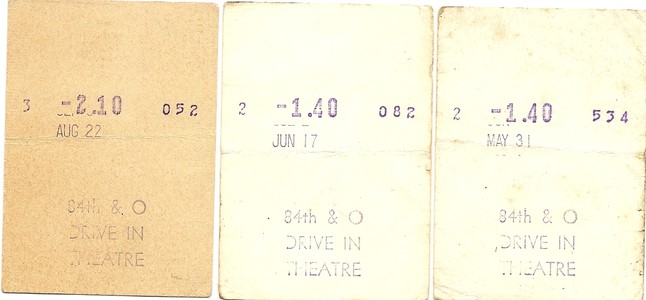 3 -2.10 052
AUG 22
84th & O
DRIVE IN
THEATRE
2 -1.40 082
JUN 17
84th & O
DRIVE IN
THEATRE
2 -1.40 534
MAY 31
84th & O
DRIVE IN
THEATRE